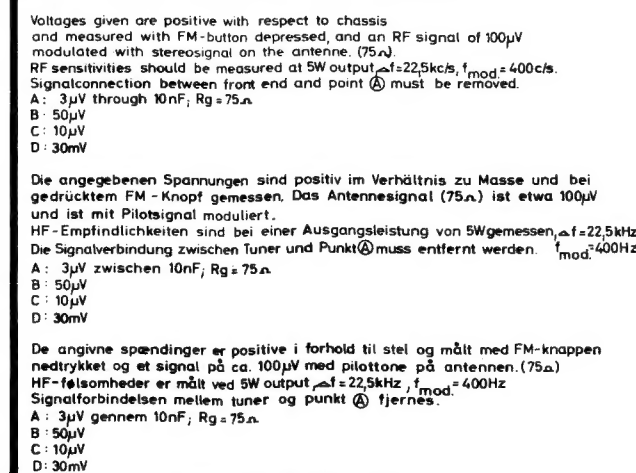 Voltages given are positive with respect to chassis
and measured with FM-button depressed, and an RF signal of 100µV
modulated with stereosignal on the antenne. (75Ω).
RF sensitivities should be measured at 5W output, Δf=22,5kc/s, fmod.= 400c/s.
Signalconnection between front end and point Ⓐ must be removed.
A: 3µV through 10nF; Rg = 75Ω
B: 50µV
C: 10µV
D: 30mV
Die angegebenen Spannungen sind positiv im Verhältnis zu Masse und bei
gedrücktem FM-Knopf gemessen. Das Antennesignal (75Ω) ist etwa 100µV
und ist mit Pilotsignal moduliert.
HF-Empfindlichkeiten sind bei einer Ausgangsleistung von 5W gemessen, Δf = 22,5kHz
Die Signalverbindung zwischen Tuner und Punkt Ⓐ muss entfernt werden. fmod.=400Hz
A: 3µV zwischen 10nF; Rg = 75Ω
B: 50µV
C: 10µV
D: 30mV
De angivne spændinger er positive i forhold til stel og målt med FM-knappen
nedtrykket og et signal på ca. 100µV med pilottone på antennen. (75Ω)
HF-følsomheder er målt ved 5W output, Δf = 22,5kHz, fmod.= 400Hz
Signalforbindelsen mellem tuner og punkt Ⓐ fjernes.
A: 3µV gennem 10nF; Rg = 75Ω
B: 50µV
C: 10µV
D: 30mV